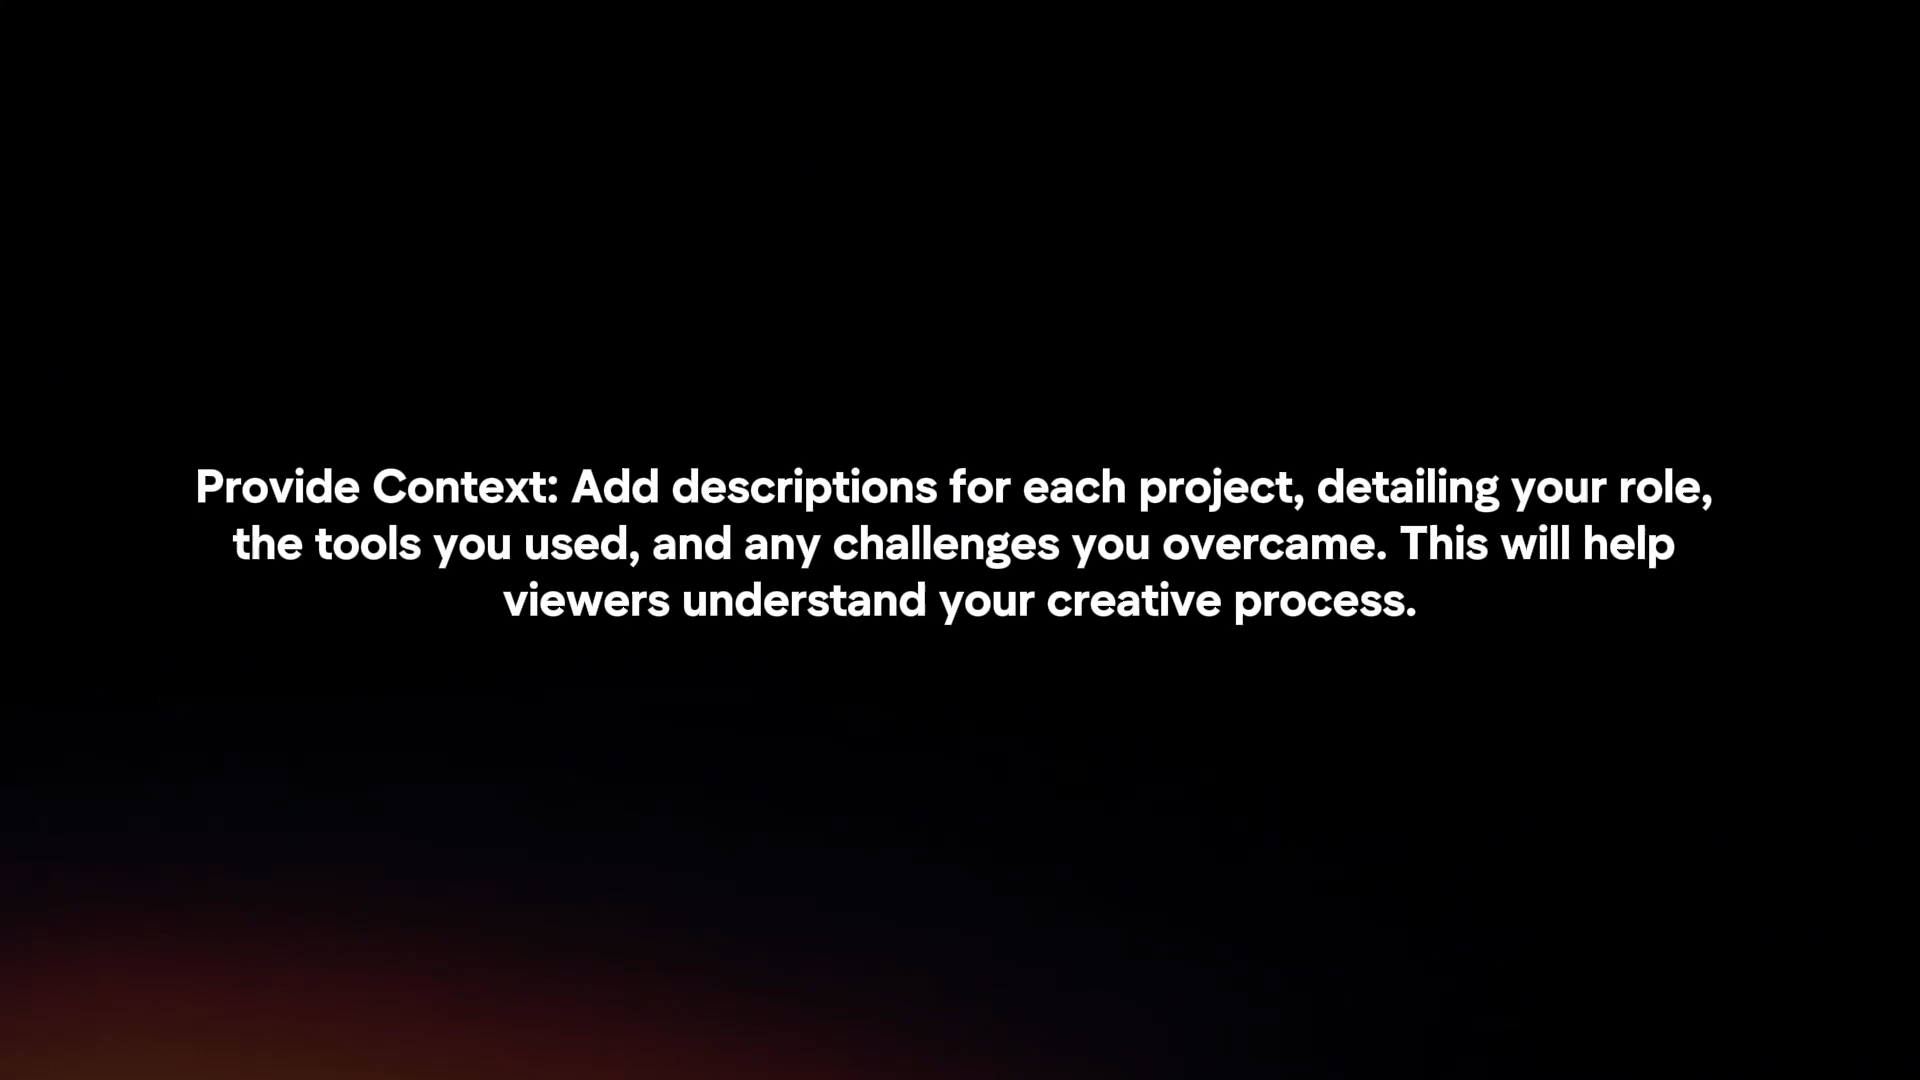 Provide Context: Add descriptions for each project, detailing your role,
the tools you used, and any challenges you overcame. This will help
viewers understand your creative process.